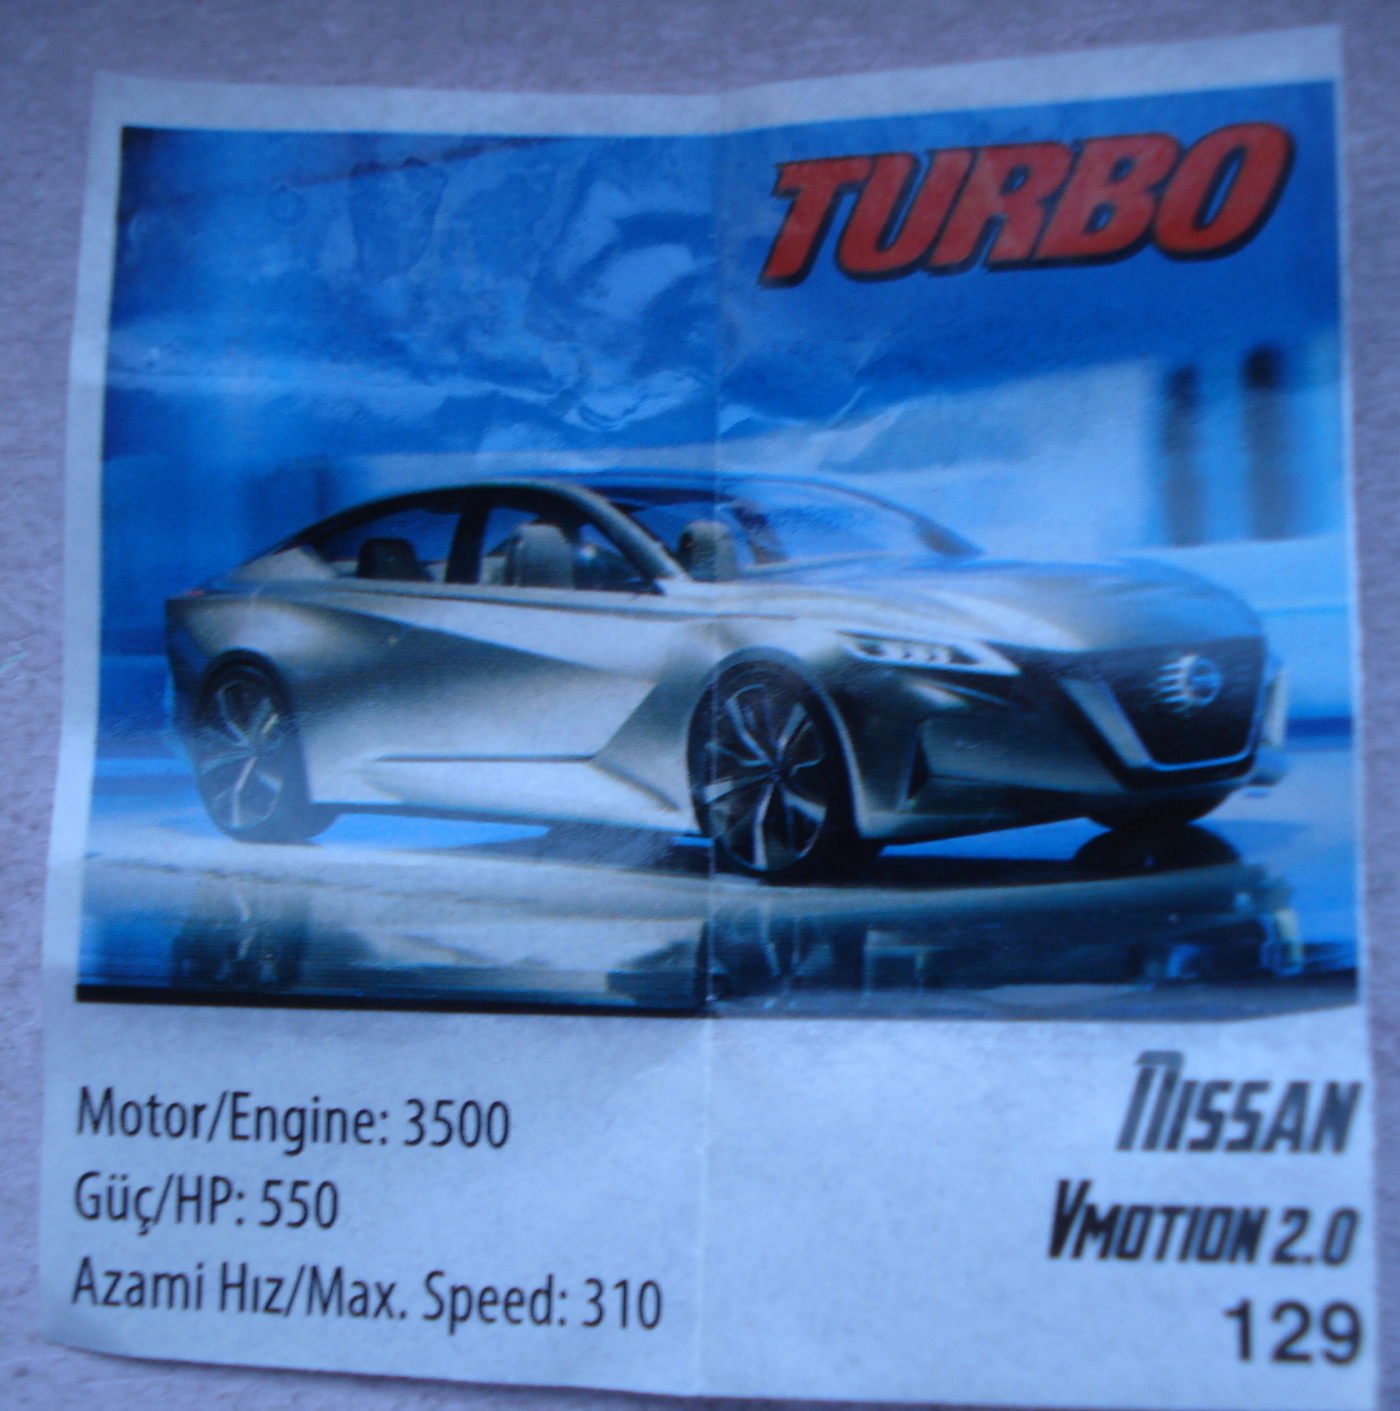 TURBO
Motor/Engine: 3500
Güç/HP: 550
Azami Hız/Max. Speed: 310
NISSAN
VMOTION 2.0
129